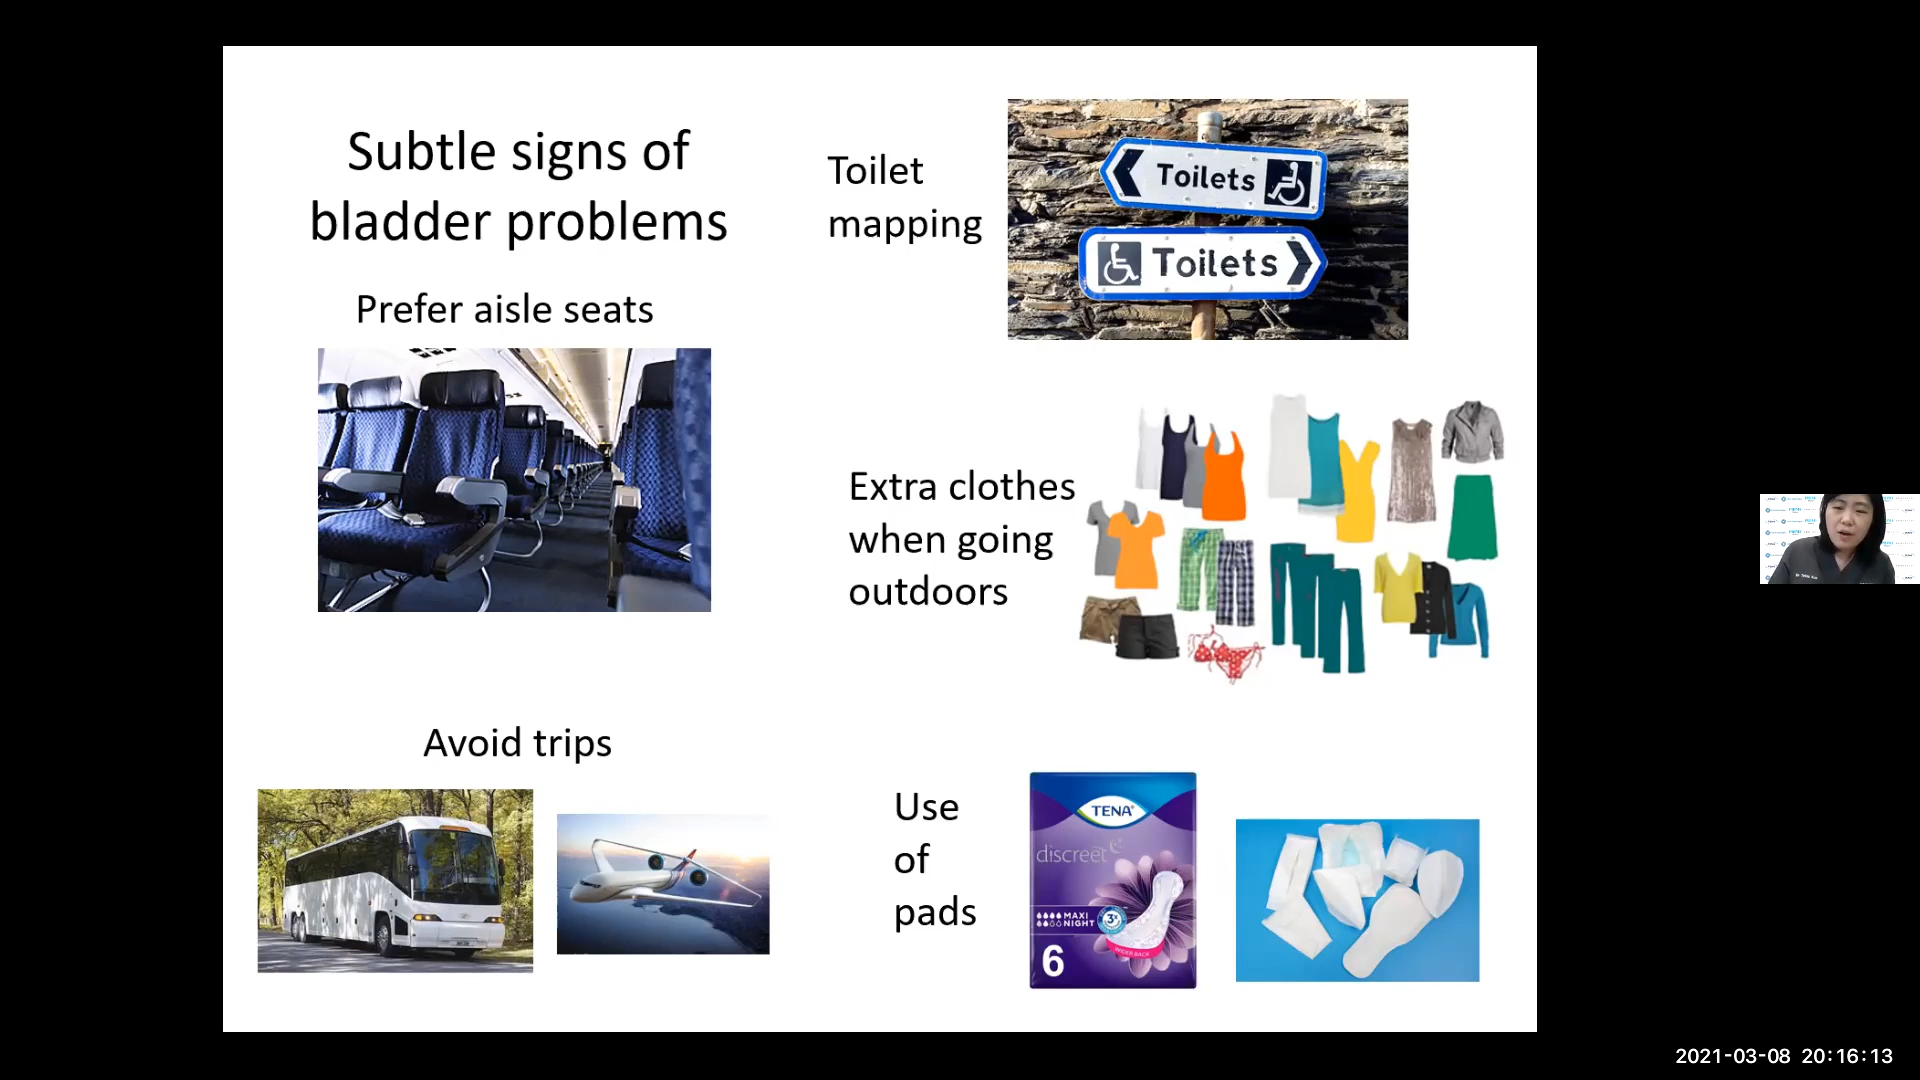 Subtle signs of
bladder problems
Prefer aisle seats
Avoid trips
Toilet
mapping
Toilets
Toilets
Extra clothes
when going
outdoors
Use
of
pads
TENA
discreet
MAXI
NIGHT
6
2021-03-08 20:16:13